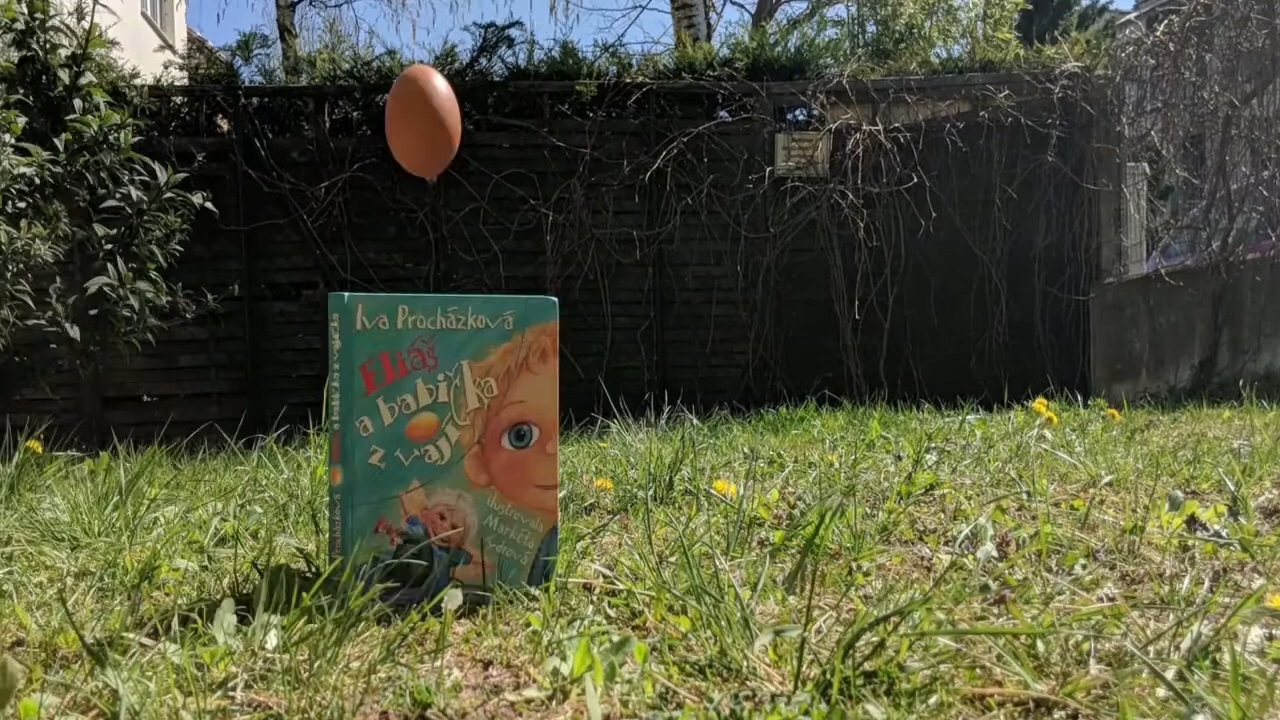 Iva Procházková
Eliáš
a babička
z vajíčka
Ilustrovala
Markéta